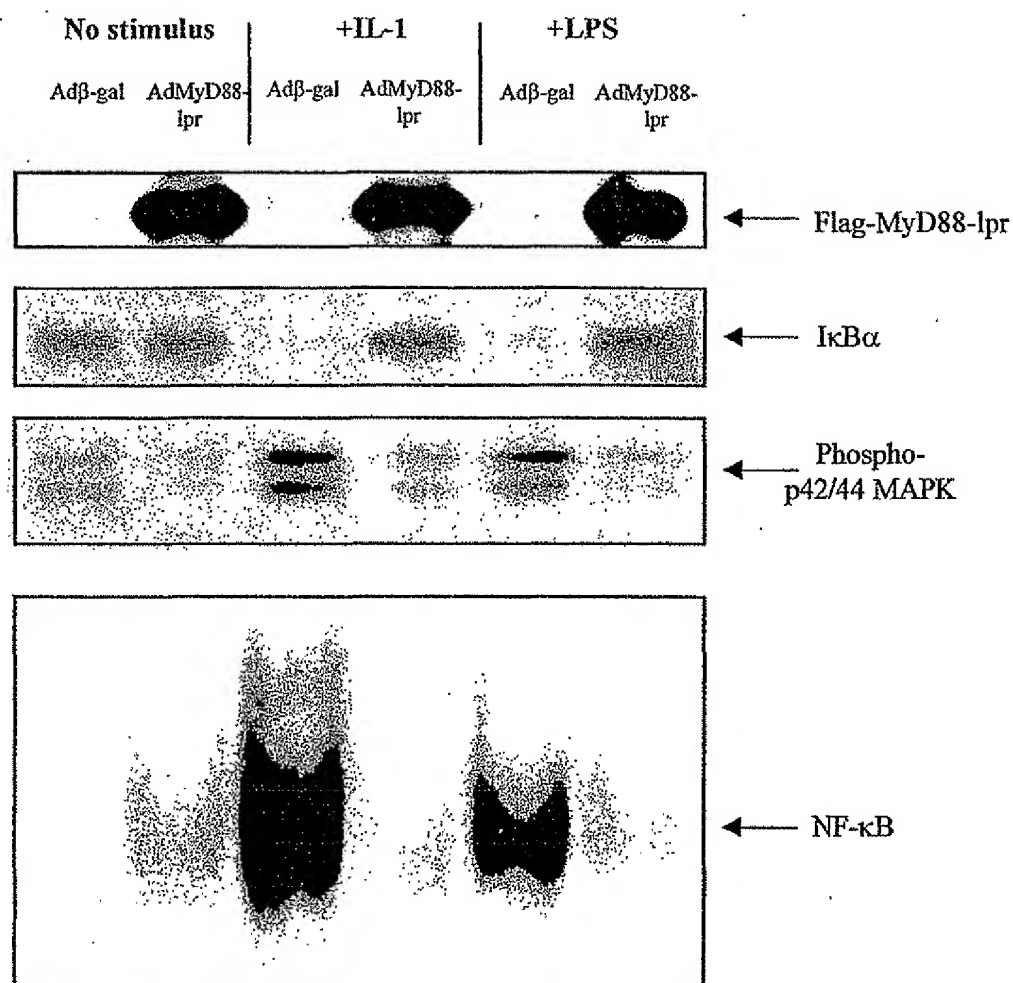 No stimulus +IL-1 +LPS
Adβ-gal AdMyD88-lpr Adβ-gal AdMyD88-lpr Adβ-gal AdMyD88-lpr
Flag-MyD88-lpr
IκBα
Phospho-
p42/44 MAPK
NF-κB